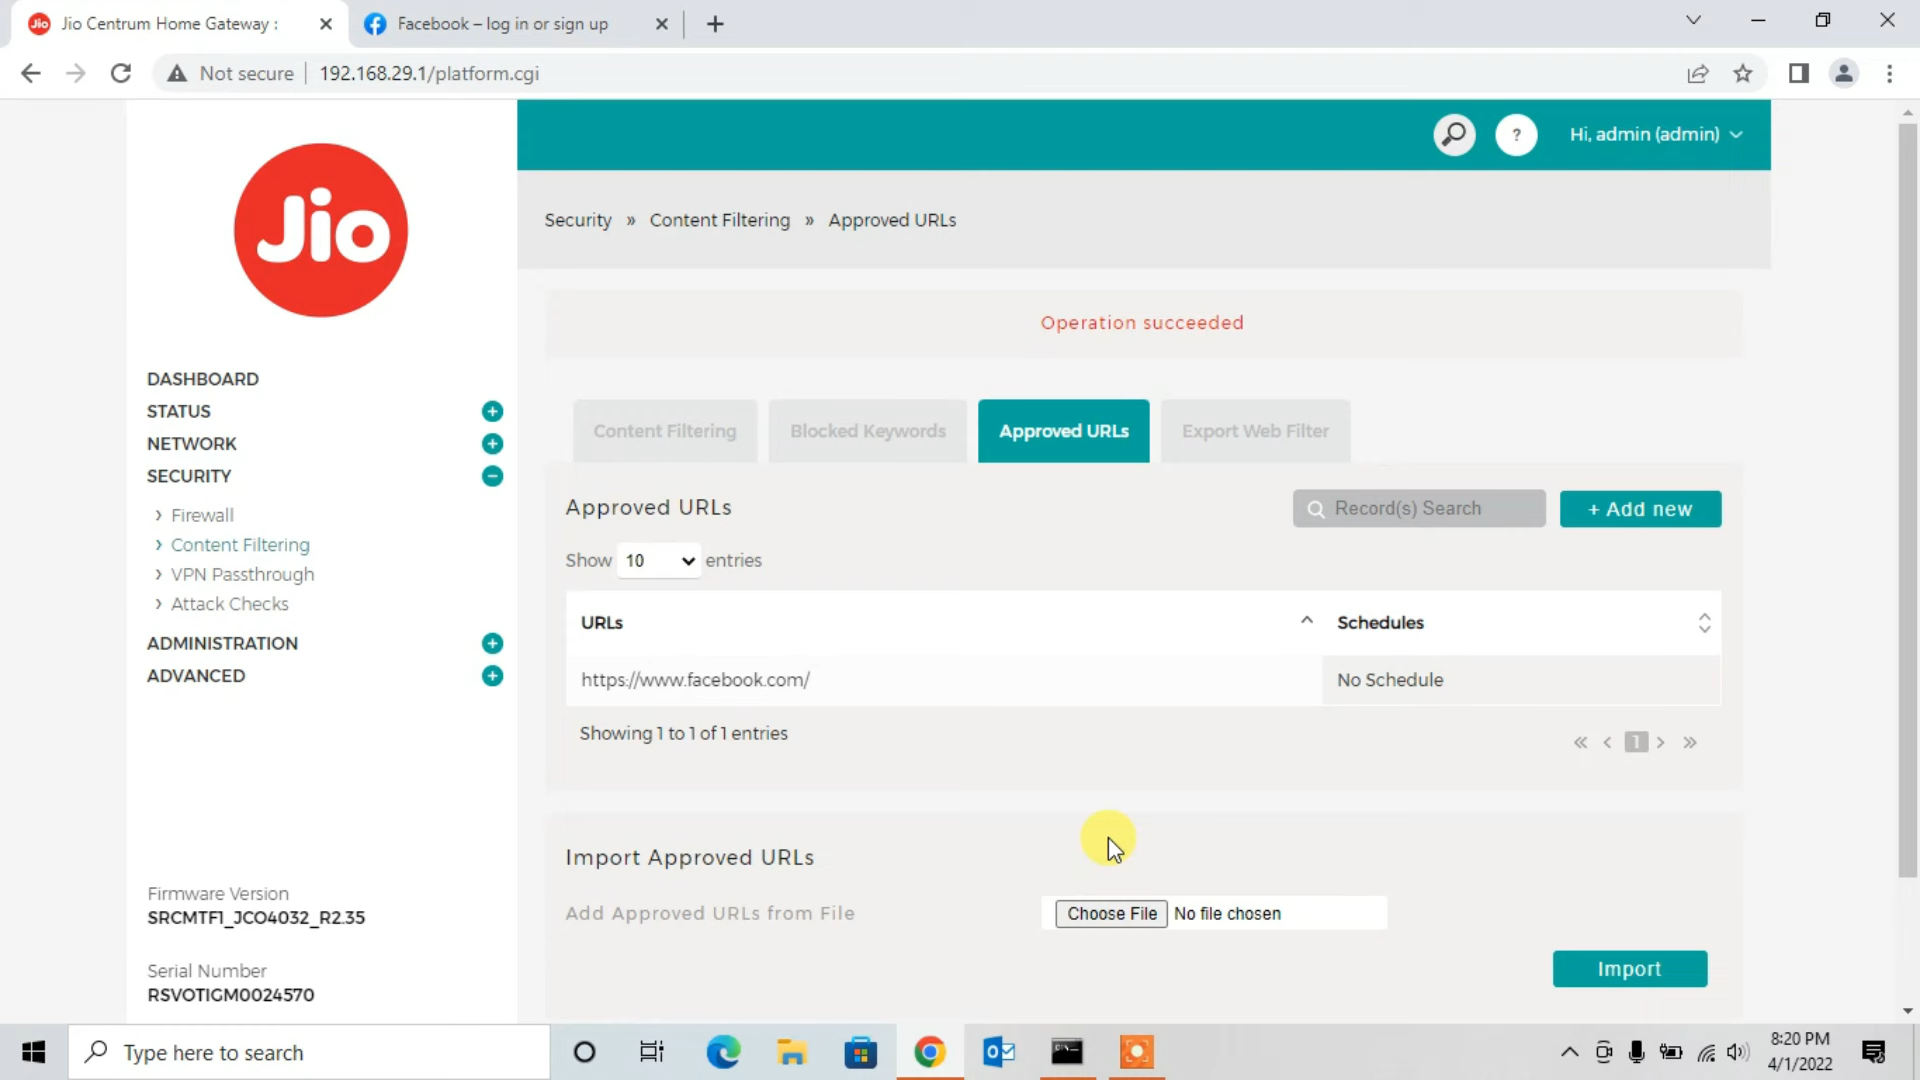 Jio Centrum Home Gateway :
Facebook – log in or sign up
Not secure
192.168.29.1/platform.cgi
Jio
?
Hi, admin (admin)
Security » Content Filtering » Approved URLs
Operation succeeded
DASHBOARD
STATUS
NETWORK
SECURITY
Firewall
Content Filtering
VPN Passthrough
Attack Checks
ADMINISTRATION
ADVANCED
Firmware Version
SRCMTF1_JCO4032_R2.35
Serial Number
RSVOTIGM0024570
Content Filtering
Blocked Keywords
Approved URLs
Export Web Filter
Approved URLs
Record(s) Search
+ Add new
Show 10 entries
URLs
Schedules
https://www.facebook.com/
No Schedule
Showing 1 to 1 of 1 entries
« < 1 > »
Import Approved URLs
Add Approved URLs from File
Choose File No file chosen
Import
Type here to search
8:20 PM
4/1/2022